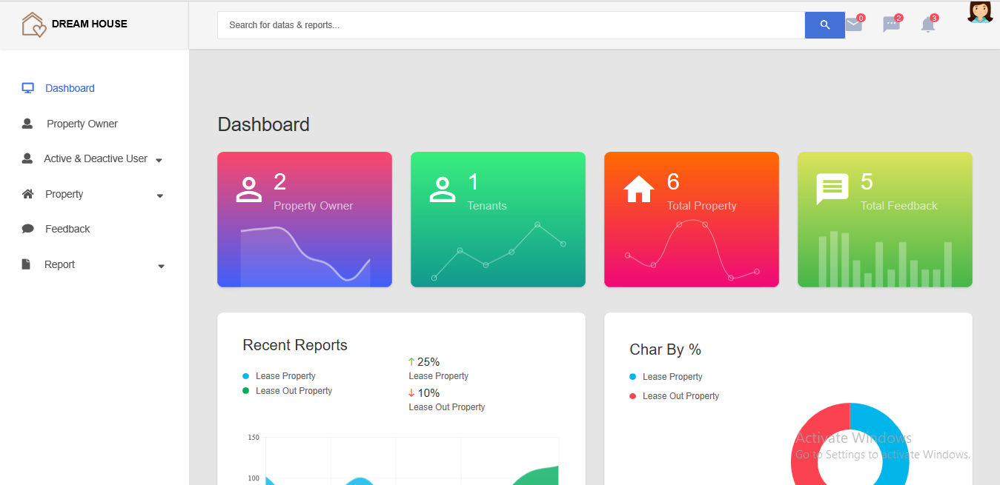 DREAM HOUSE
Search for datas & reports...
0
2
3
Dashboard
Property Owner
Active & Deactive User
Property
Feedback
Report
Dashboard
2
Property Owner
1
Tenants
6
Total Property
5
Total Feedback
Recent Reports
Lease Property
Lease Out Property
25%
Lease Property
10%
Lease Out Property
150
100
Char By %
Lease Property
Lease Out Property
Activate Windows
Go to Settings to activate Windows.